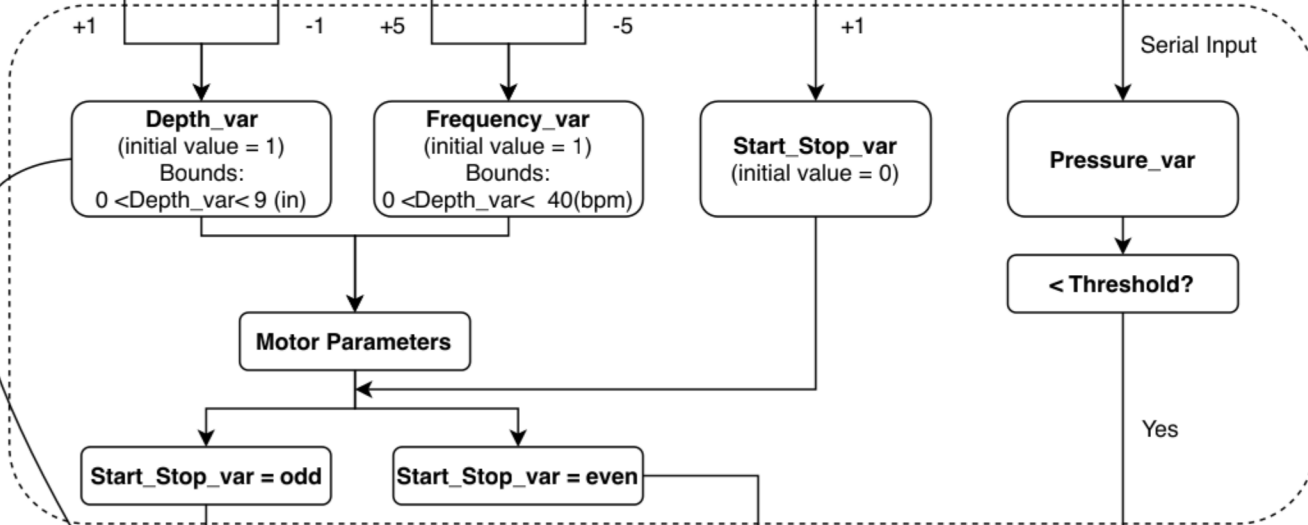 +1
-1
+5
-5
+1
Serial Input
Depth_var
(initial value = 1)
Bounds:
0 <Depth_var< 9 (in)
Frequency_var
(initial value = 1)
Bounds:
0 <Depth_var<  40(bpm)
Start_Stop_var
(initial value = 0)
Pressure_var
< Threshold?
Motor Parameters
Yes
Start_Stop_var = odd
Start_Stop_var = even